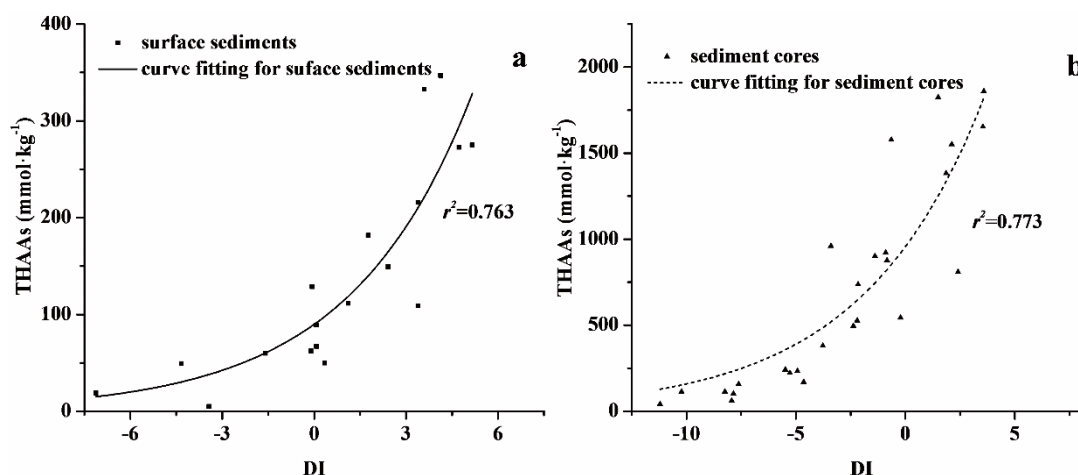 400
300
200
100
0
THAAs (mmol·kg⁻¹)
surface sediments
curve fitting for suface sediments
a
r²=0.763
-6
-3
0
3
6
DI
2000
1500
1000
500
0
THAAs (mmol·kg⁻¹)
sediment cores
curve fitting for sediment cores
b
r²=0.773
-10
-5
0
5
DI